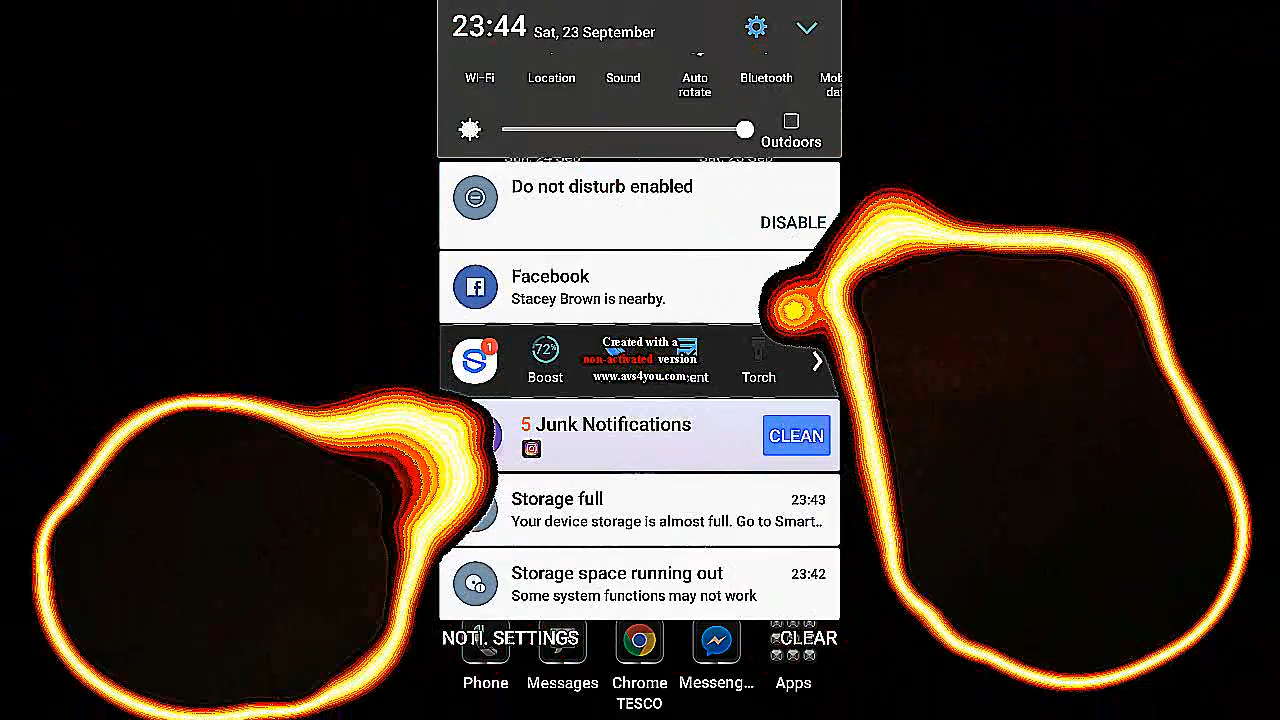 23:44 Sat, 23 September
Wi-Fi Location Sound Auto rotate Bluetooth
Outdoors
Do not disturb enabled
DISABLE
Facebook
Stacey Brown is nearby.
1
72% Boost
Created with a
non-activated version
www.avs4you.com
Torch
5 Junk Notifications
CLEAN
Storage full 23:43
Your device storage is almost full. Go to Smart..
Storage space running out 23:42
Some system functions may not work
NOTI. SETTINGS CLEAR
Phone Messages Chrome Messeng... Apps
TESCO